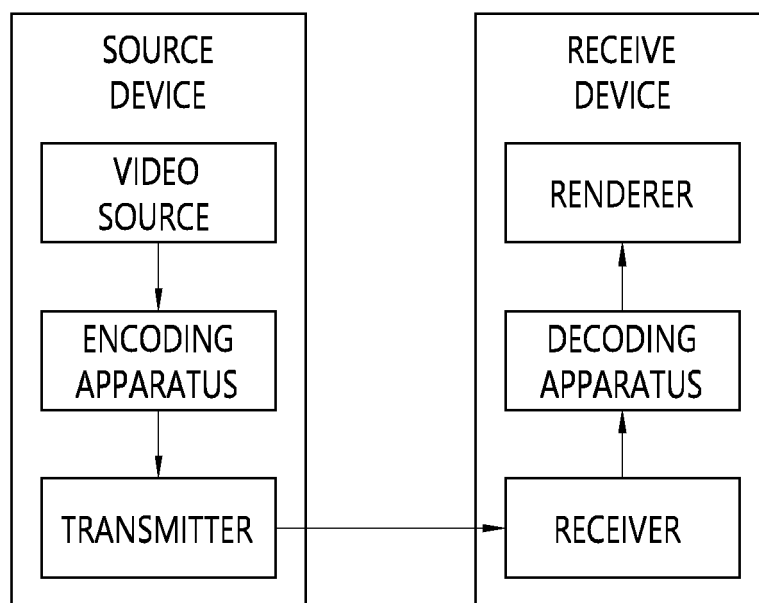 SOURCE
DEVICE
VIDEO
SOURCE
ENCODING
APPARATUS
TRANSMITTER
RECEIVE
DEVICE
RENDERER
DECODING
APPARATUS
RECEIVER